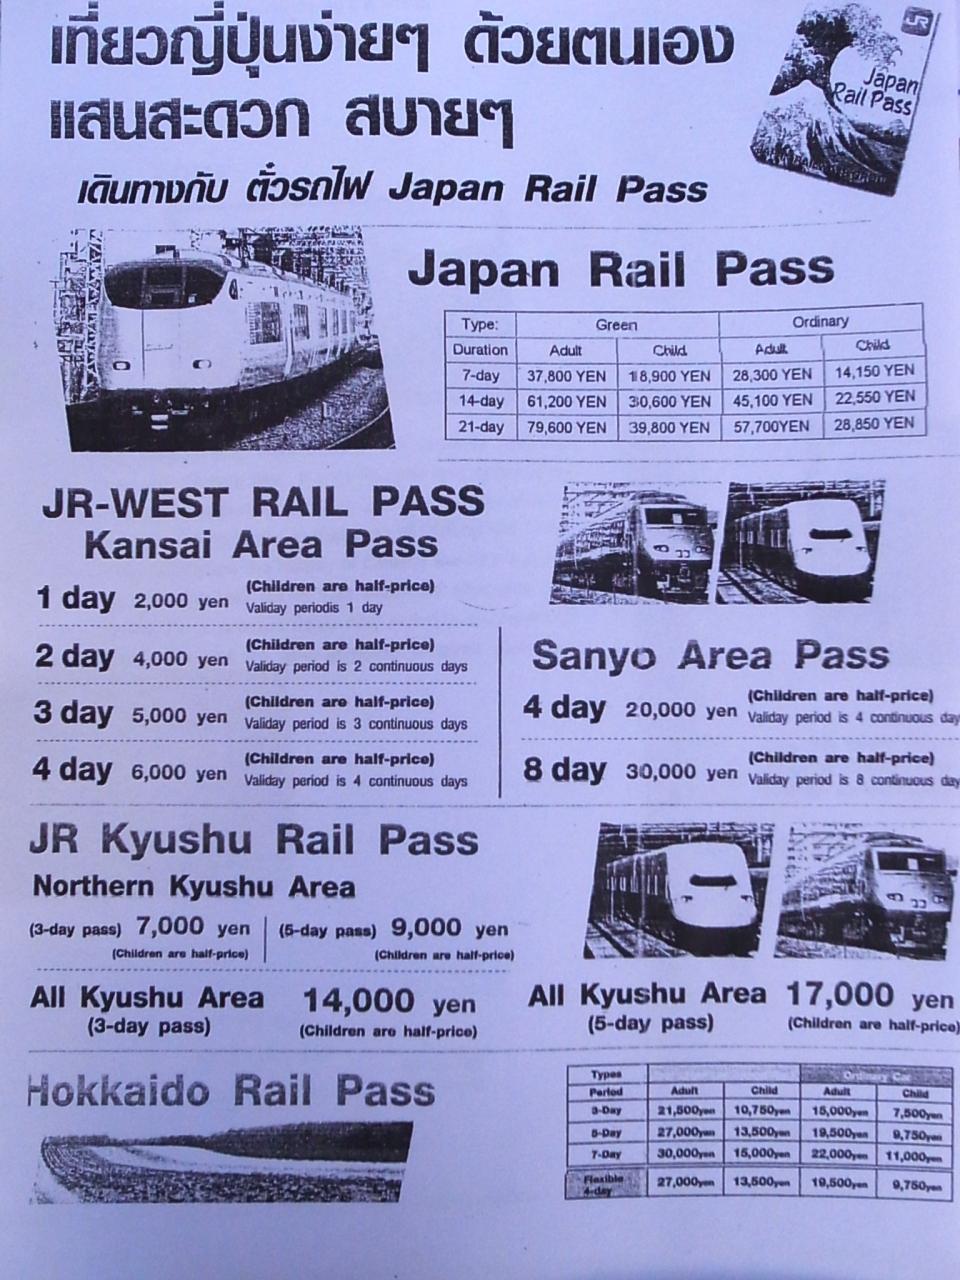 เที่ยวญี่ปุ่นง่ายๆ ด้วยตนเอง
แสนสะดวก สบายๆ
เดินทางกับ ตั๋วรถไฟ Japan Rail Pass
JR
Japan
Rail Pass
Japan Rail Pass
Type: Green Ordinary
Duration Adult Child Adult Child
7-day 37,800 YEN 18,900 YEN 28,300 YEN 14,150 YEN
14-day 61,200 YEN 30,600 YEN 45,100 YEN 22,550 YEN
21-day 79,600 YEN 39,800 YEN 57,700YEN 28,850 YEN
JR-WEST RAIL PASS
Kansai Area Pass
1 day 2,000 yen (Children are half-price)
Validay periodis 1 day
2 day 4,000 yen (Children are half-price)
Validay period is 2 continuous days
3 day 5,000 yen (Children are half-price)
Validay period is 3 continuous days
4 day 6,000 yen (Children are half-price)
Validay period is 4 continuous days
Sanyo Area Pass
4 day 20,000 yen (Children are half-price)
Validay period is 4 continuous day
8 day 30,000 yen (Children are half-price)
Validay period is 8 continuous day
JR Kyushu Rail Pass
Northern Kyushu Area
(3-day pass) 7,000 yen (5-day pass) 9,000 yen
(Children are half-price) (Children are half-price)
All Kyushu Area 14,000 yen
(3-day pass) (Children are half-price)
All Kyushu Area 17,000 yen
(5-day pass) (Children are half-price)
Hokkaido Rail Pass
Types Ordinary
Period Adult Child Adult Child
3-Day 21,500yen 10,750yen 15,000yen 7,500yen
5-Day 27,000yen 13,500yen 19,500yen 9,750yen
7-Day 30,000yen 15,000yen 22,000yen 11,000yen
Flexible
4-day 27,000yen 13,500yen 19,500yen 9,750yen